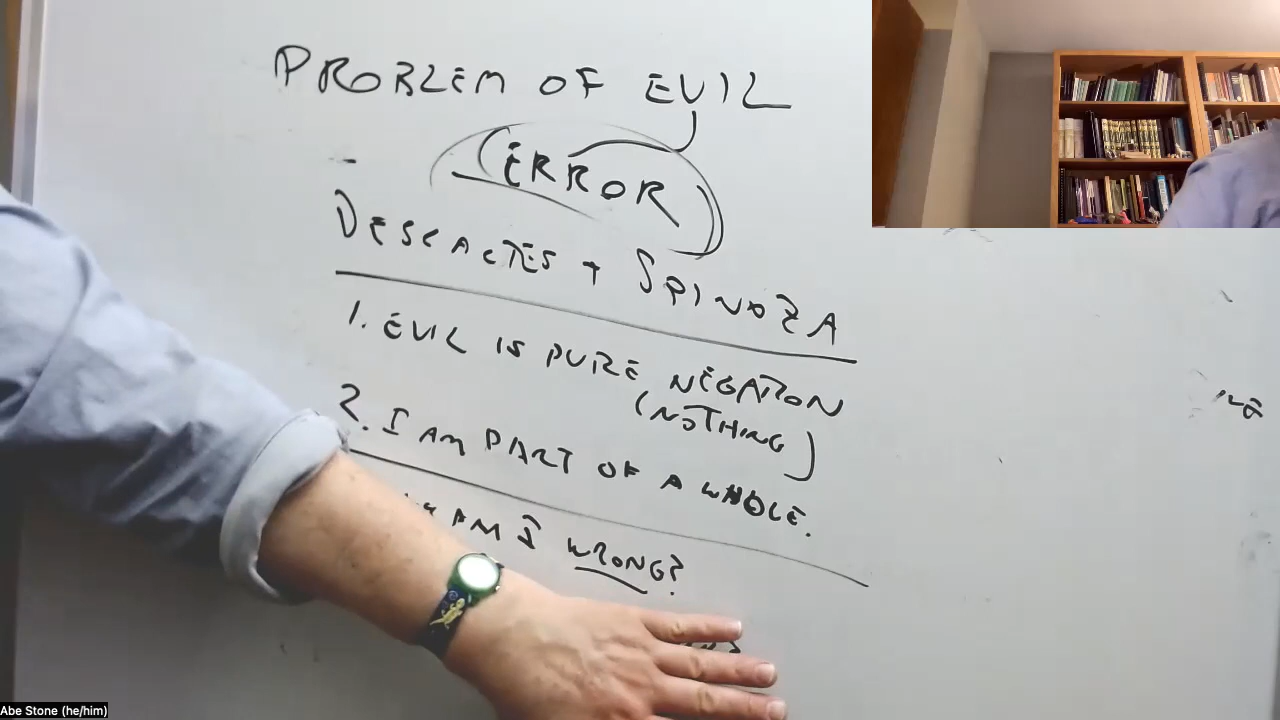 PROBLEM OF EVIL
(ERROR)
DESCARTES + SPINOZA
1. EVIL IS PURE NEGATION
(NOTHING)
2. I AM PART OF A WHOLE.
AM I WRONG?
Abe Stone (he/him)